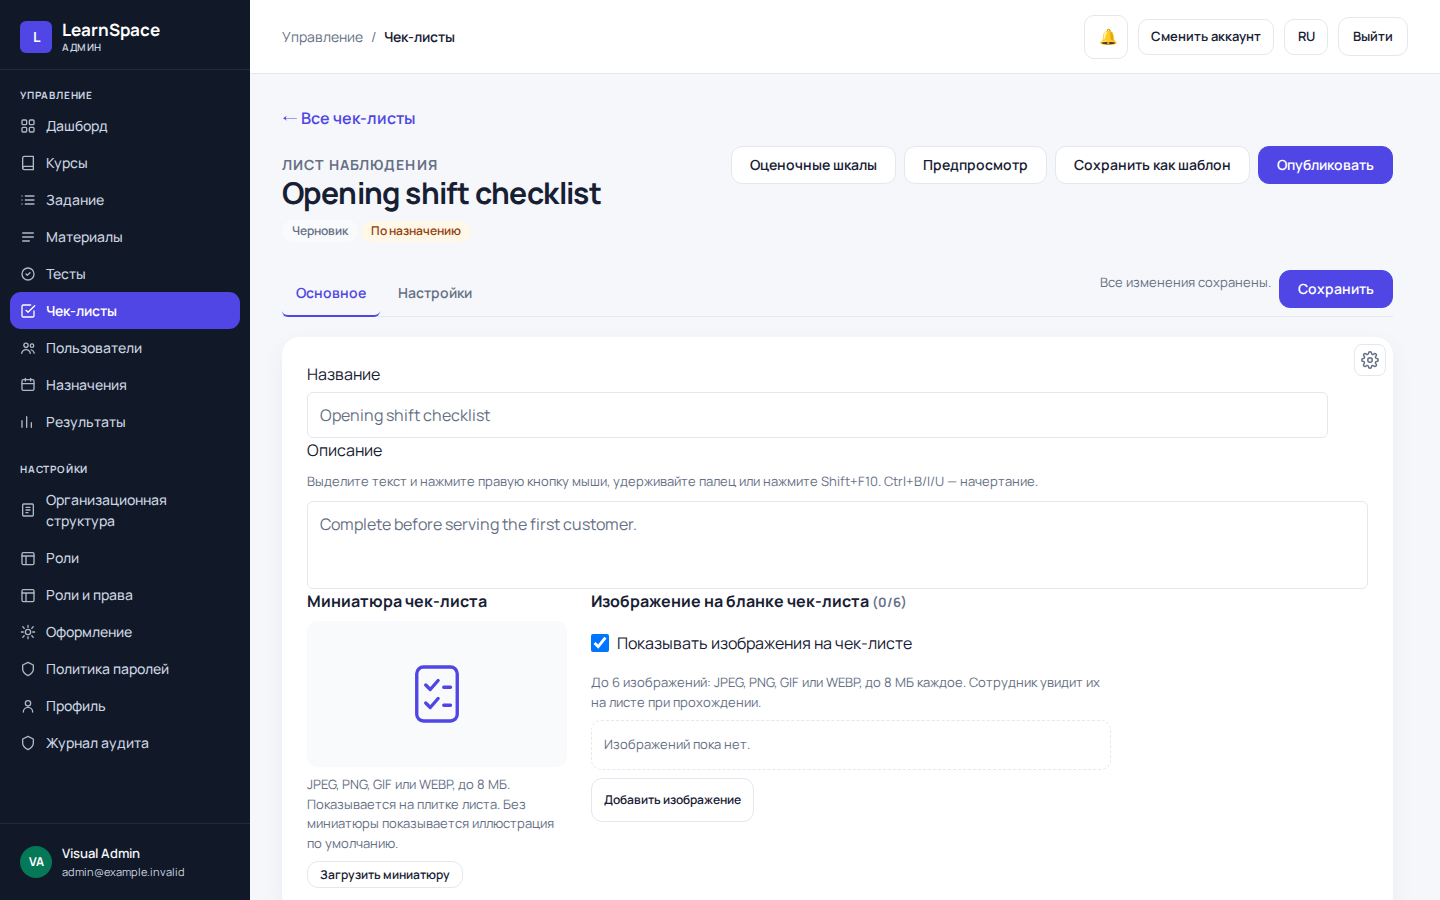 L
LearnSpace
АДМИН
УПРАВЛЕНИЕ
Дашборд
Курсы
Задание
Материалы
Тесты
Чек-листы
Пользователи
Назначения
Результаты
НАСТРОЙКИ
Организационная
структура
Роли
Роли и права
Оформление
Политика паролей
Профиль
Журнал аудита
VA
Visual Admin
admin@example.invalid
Управление / Чек-листы
Сменить аккаунт
RU
Выйти
← Все чек-листы
ЛИСТ НАБЛЮДЕНИЯ
Opening shift checklist
Черновик
По назначению
Оценочные шкалы
Предпросмотр
Сохранить как шаблон
Опубликовать
Основное
Настройки
Все изменения сохранены.
Сохранить
Название
Opening shift checklist
Описание
Выделите текст и нажмите правую кнопку мыши, удерживайте палец или нажмите Shift+F10. Ctrl+B/I/U — начертание.
Complete before serving the first customer.
Миниатюра чек-листа
JPEG, PNG, GIF или WEBP, до 8 МБ.
Показывается на плитке листа. Без
миниатюры показывается иллюстрация
по умолчанию.
Загрузить миниатюру
Изображение на бланке чек-листа (0/6)
Показывать изображения на чек-листе
До 6 изображений: JPEG, PNG, GIF или WEBP, до 8 МБ каждое. Сотрудник увидит их
на листе при прохождении.
Изображений пока нет.
Добавить изображение